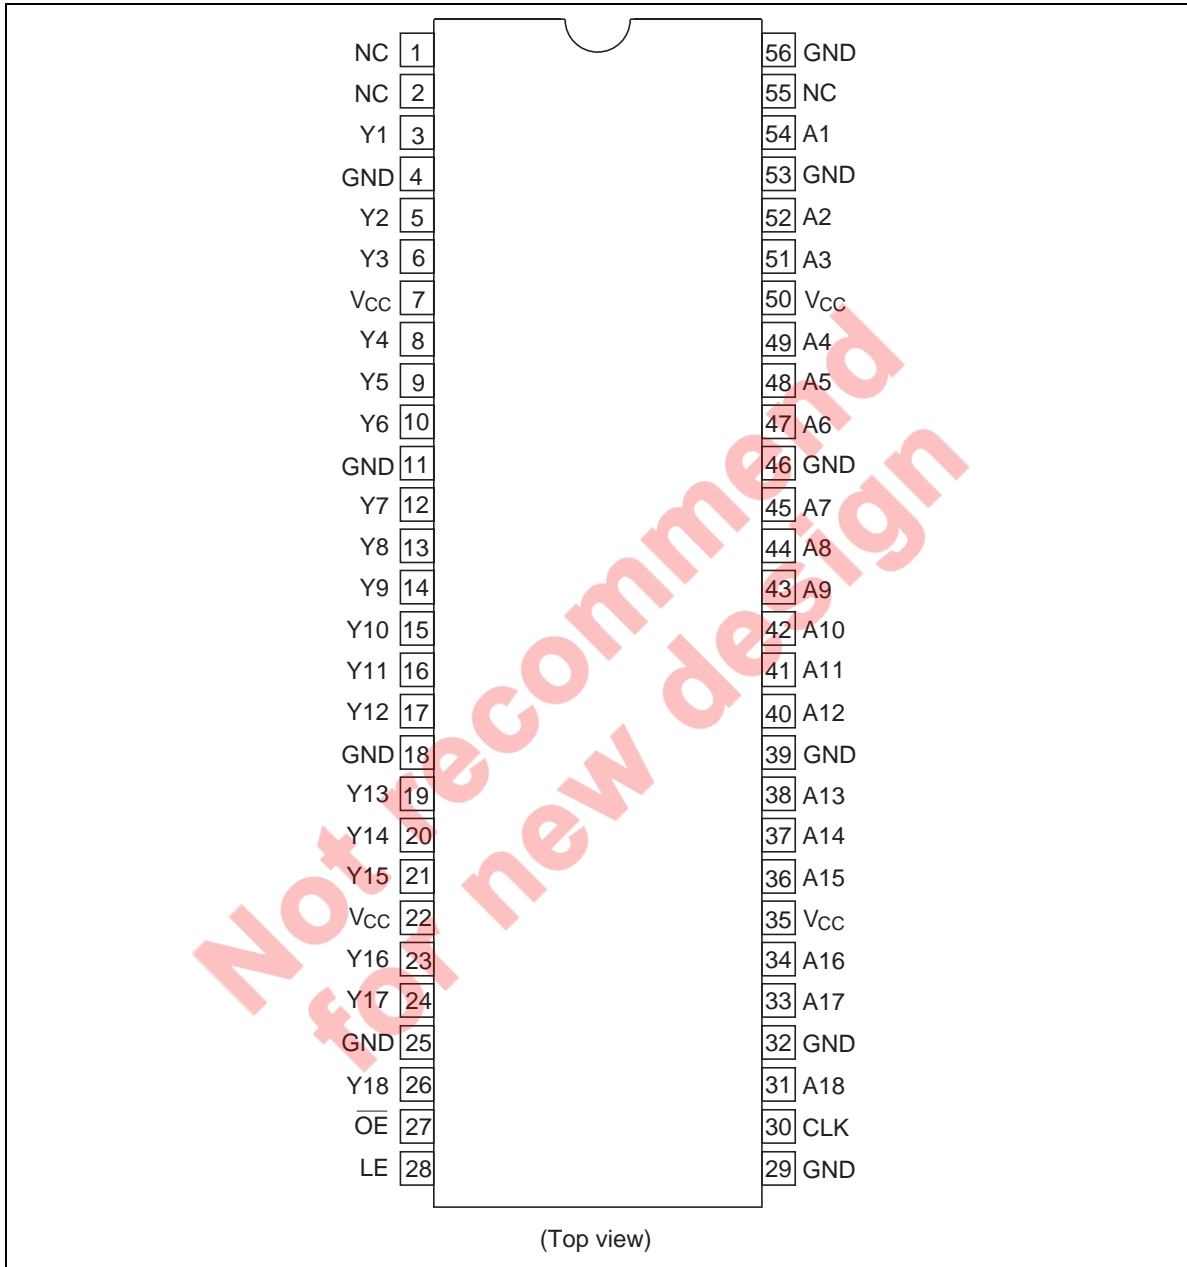 NC 1 56 GND
NC 2 55 NC
Y1 3 54 A1
GND 4 53 GND
Y2 5 52 A2
Y3 6 51 A3
VCC 7 50 VCC
Y4 8 49 A4
Y5 9 48 A5
Y6 10 47 A6
GND 11 46 GND
Y7 12 45 A7
Y8 13 44 A8
Y9 14 43 A9
Y10 15 42 A10
Y11 16 41 A11
Y12 17 40 A12
GND 18 39 GND
Y13 19 38 A13
Y14 20 37 A14
Y15 21 36 A15
VCC 22 35 VCC
Y16 23 34 A16
Y17 24 33 A17
GND 25 32 GND
Y18 26 31 A18
O̅E̅ 27 30 CLK
LE 28 29 GND
(Top view)
Not recommend
for new design